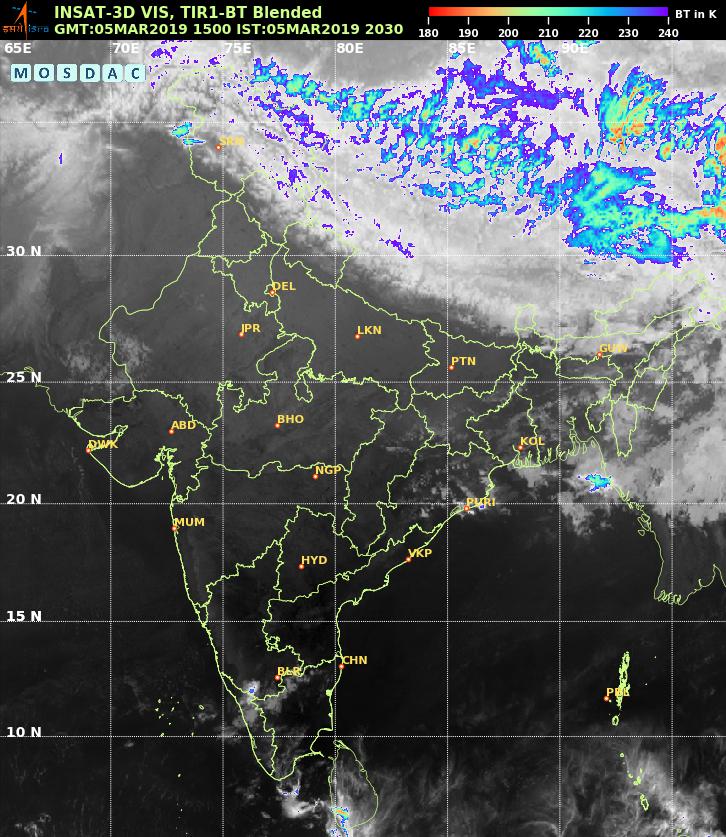 INSAT-3D VIS, TIR1-BT Blended
GMT:05MAR2019 1500 IST:05MAR2019 2030
BT in K
180 190 200 210 220 230 240
65E 70E 75E 80E 85E 90E
M O S D A C
SRN
30 N
DEL
JPR
LKN
GUW
PTN
25 N
ABD
BHO
DWK
KOL
NGP
20 N
PURI
MUM
VKP
HYD
15 N
CHN
BLR
10 N